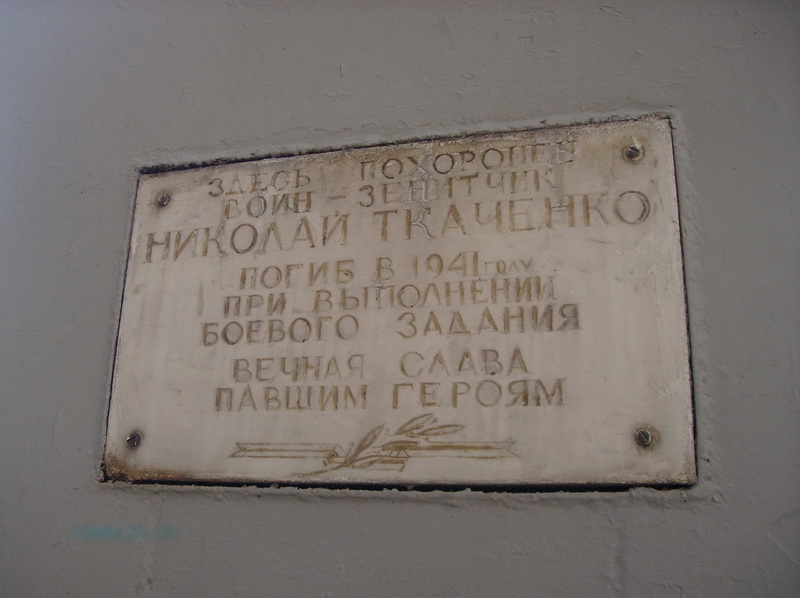 ЗДЕСЬ ПОХОРОНЕН
ВОИН - ЗЕНИТЧИК
НИКОЛАЙ ТКАЧЕНКО
ПОГИБ В 1941 ГОДУ
ПРИ ВЫПОЛНЕНИИ
БОЕВОГО ЗАДАНИЯ
ВЕЧНАЯ СЛАВА
ПАВШИМ ГЕРОЯМ